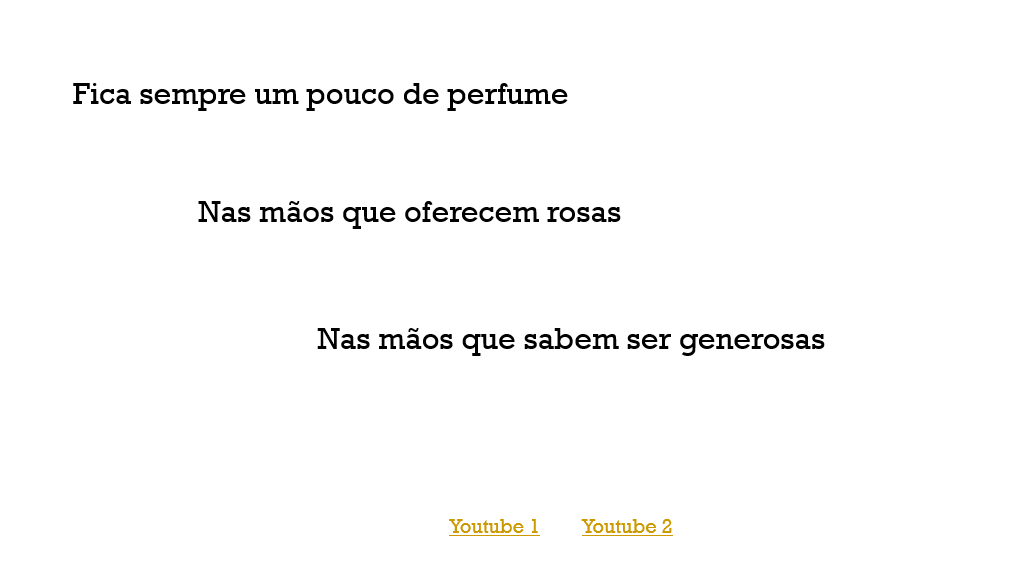 Fica sempre um pouco de perfume
Nas mãos que oferecem rosas
Nas mãos que sabem ser generosas
Youtube 1 Youtube 2